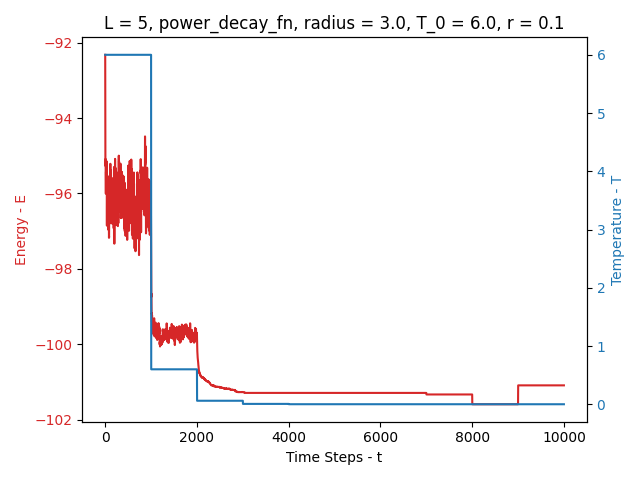 L = 5, power_decay_fn, radius = 3.0, T_0 = 6.0, r = 0.1
−92
−94
−96
−98
−100
−102
Energy - E
6
5
4
3
2
1
0
Temperature - T
0 2000 4000 6000 8000 10000
Time Steps - t